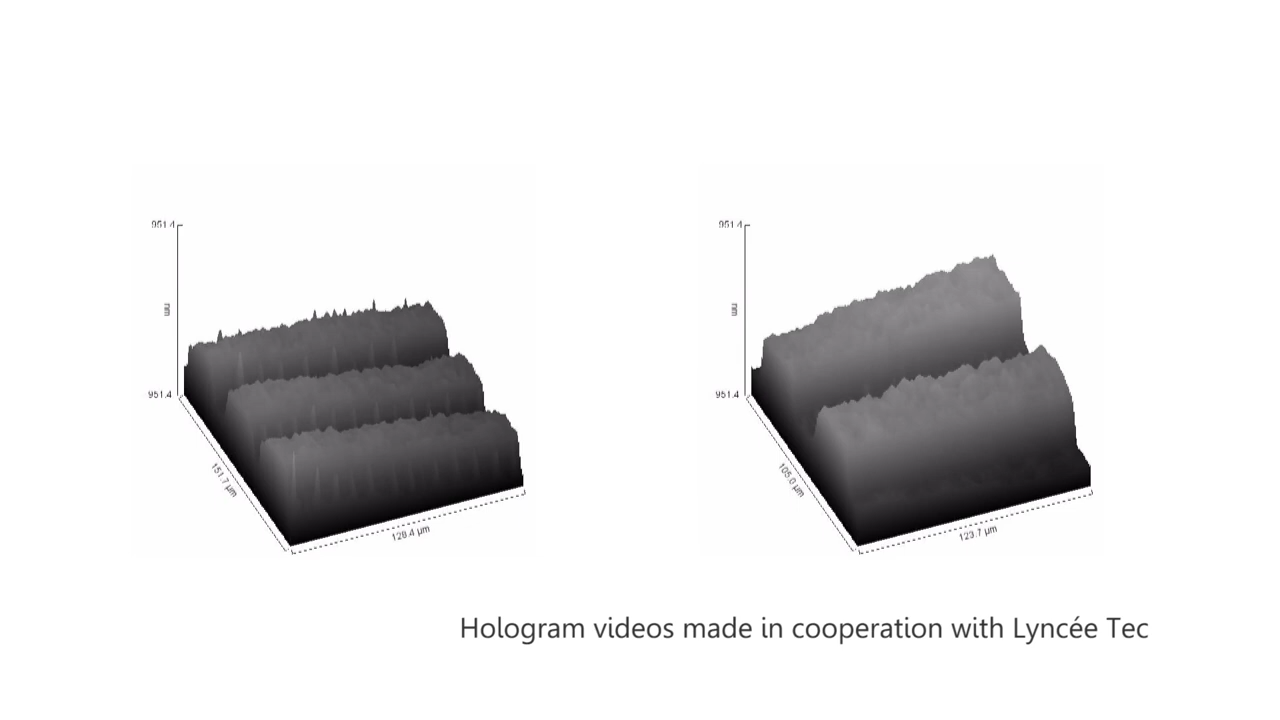 951.4
nm
951.4
151.7 µm
128.4 µm
951.4
nm
951.4
105.0 µm
123.7 µm
Hologram videos made in cooperation with Lyncée Tec